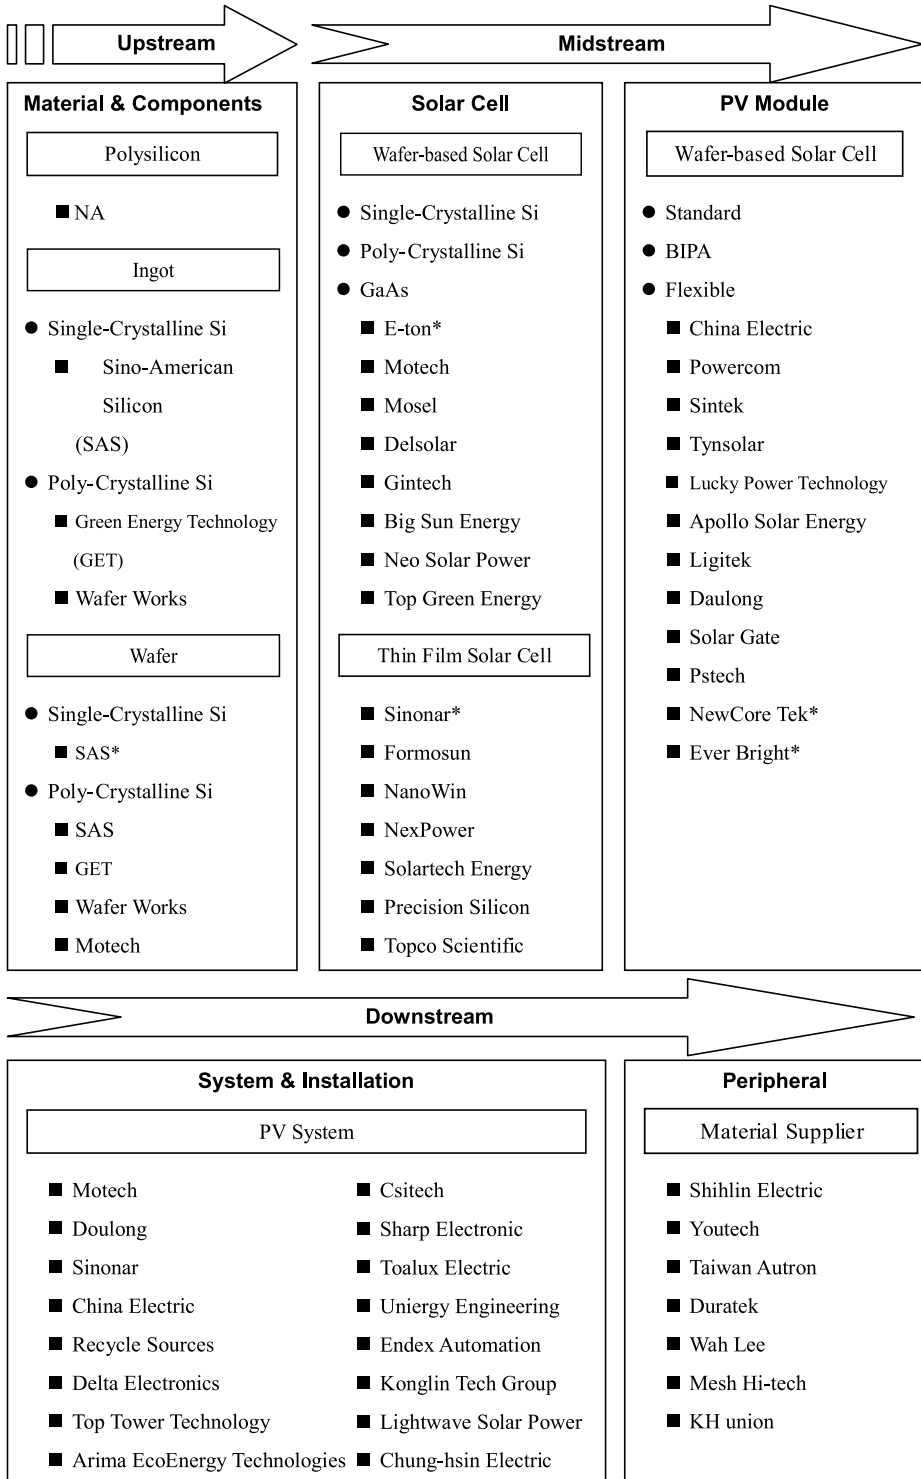 Upstream
Midstream
Material & Components
Polysilicon
NA
Ingot
Single-Crystalline Si
Sino-American
Silicon
(SAS)
Poly-Crystalline Si
Green Energy Technology
(GET)
Wafer Works
Wafer
Single-Crystalline Si
SAS*
Poly-Crystalline Si
SAS
GET
Wafer Works
Motech
Solar Cell
Wafer-based Solar Cell
Single-Crystalline Si
Poly-Crystalline Si
GaAs
E-ton*
Motech
Mosel
Delsolar
Gintech
Big Sun Energy
Neo Solar Power
Top Green Energy
Thin Film Solar Cell
Sinonar*
Formosun
NanoWin
NexPower
Solartech Energy
Precision Silicon
Topco Scientific
PV Module
Wafer-based Solar Cell
Standard
BIPA
Flexible
China Electric
Powercom
Sintek
Tynsolar
Lucky Power Technology
Apollo Solar Energy
Ligitek
Daulong
Solar Gate
Pstech
NewCore Tek*
Ever Bright*
Downstream
System & Installation
PV System
Motech
Doulong
Sinonar
China Electric
Recycle Sources
Delta Electronics
Top Tower Technology
Arima EcoEnergy Technologies
Csitech
Sharp Electronic
Toalux Electric
Uniergy Engineering
Endex Automation
Konglin Tech Group
Lightwave Solar Power
Chung-hsin Electric
Peripheral
Material Supplier
Shihlin Electric
Youtech
Taiwan Autron
Duratek
Wah Lee
Mesh Hi-tech
KH union